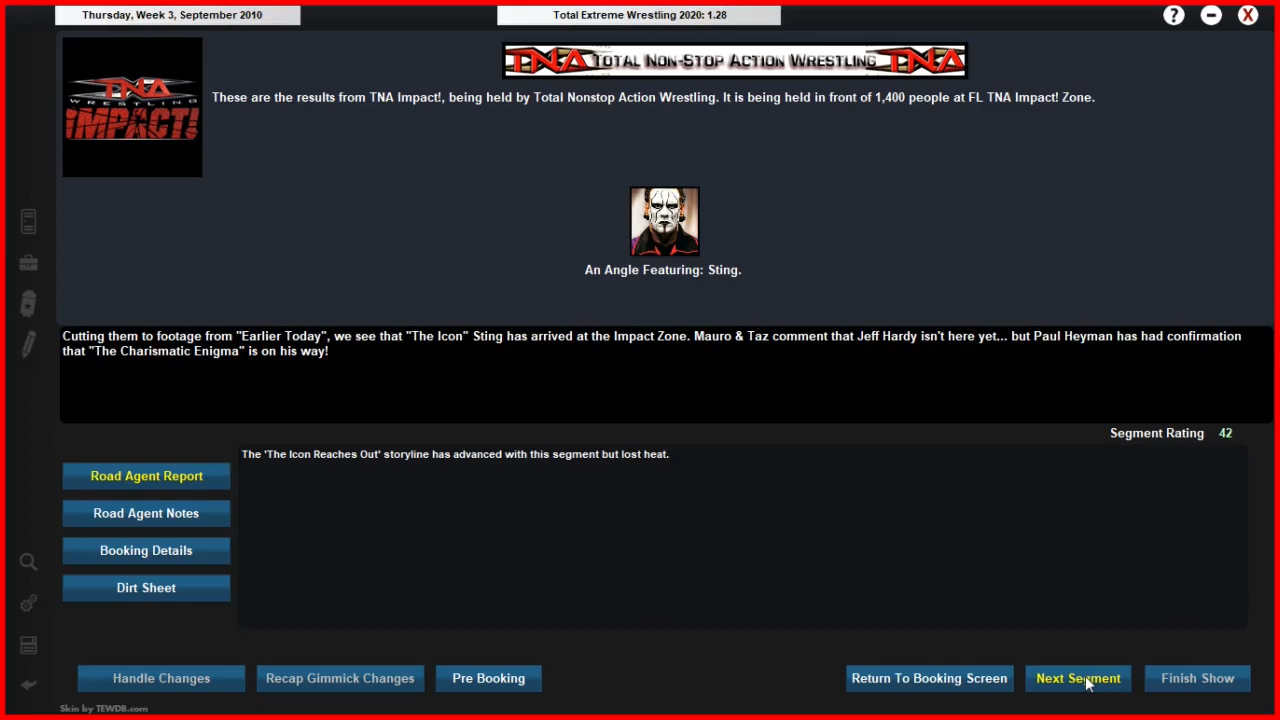 Thursday, Week 3, September 2010
Total Extreme Wrestling 2020: 1.28
?
X
TNA TOTAL NON-STOP ACTION WRESTLING TNA
TNA
WRESTLING
iMPACT!
These are the results from TNA Impact!, being held by Total Nonstop Action Wrestling. It is being held in front of 1,400 people at FL TNA Impact! Zone.
An Angle Featuring: Sting.
Cutting them to footage from "Earlier Today", we see that "The Icon" Sting has arrived at the Impact Zone. Mauro & Taz comment that Jeff Hardy isn't here yet... but Paul Heyman has had confirmation
that "The Charismatic Enigma" is on his way!
Segment Rating 42
The 'The Icon Reaches Out' storyline has advanced with this segment but lost heat.
Road Agent Report
Road Agent Notes
Booking Details
Dirt Sheet
Handle Changes
Recap Gimmick Changes
Pre Booking
Return To Booking Screen
Next Segment
Finish Show
Skin by TEWDB.com